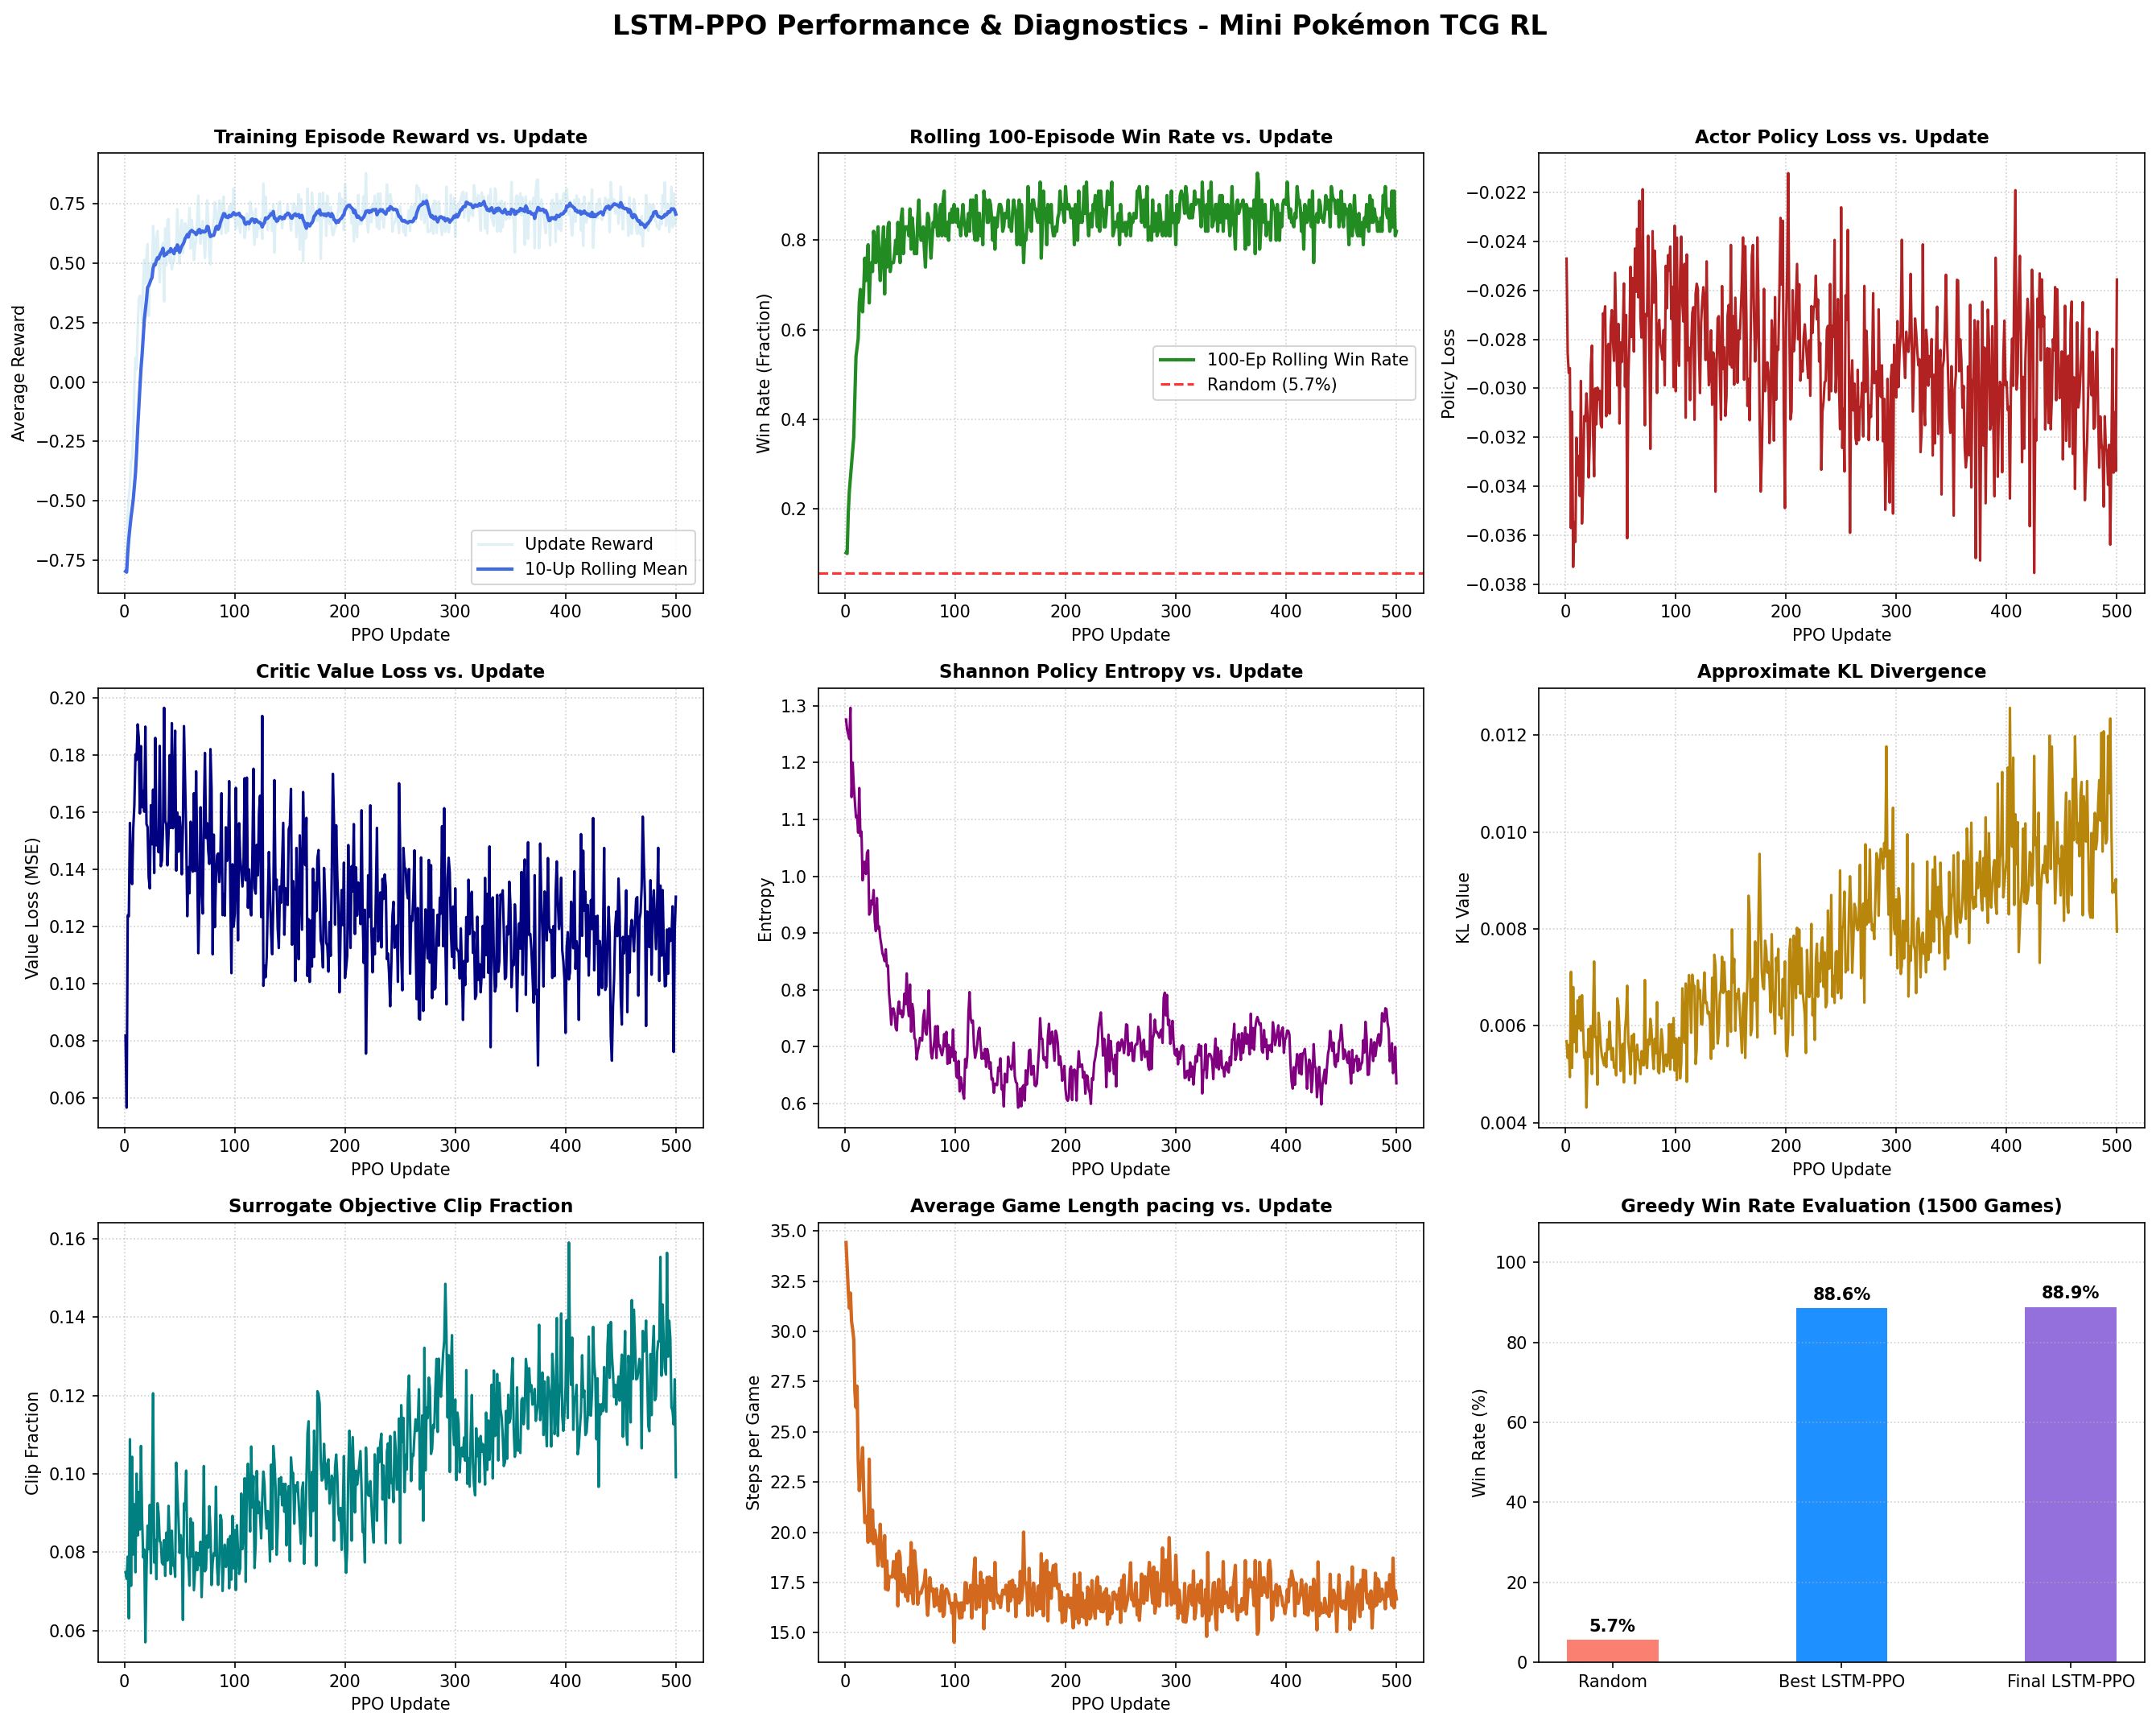 LSTM-PPO Performance & Diagnostics - Mini Pokémon TCG RL
Training Episode Reward vs. Update
Average Reward
0.75
0.50
0.25
0.00
−0.25
−0.50
−0.75
Update Reward
10-Up Rolling Mean
0 100 200 300 400 500
PPO Update
Rolling 100-Episode Win Rate vs. Update
Win Rate (Fraction)
0.8
0.6
0.4
0.2
100-Ep Rolling Win Rate
Random (5.7%)
0 100 200 300 400 500
PPO Update
Actor Policy Loss vs. Update
Policy Loss
−0.022
−0.024
−0.026
−0.028
−0.030
−0.032
−0.034
−0.036
−0.038
0 100 200 300 400 500
PPO Update
Critic Value Loss vs. Update
Value Loss (MSE)
0.20
0.18
0.16
0.14
0.12
0.10
0.08
0.06
0 100 200 300 400 500
PPO Update
Shannon Policy Entropy vs. Update
Entropy
1.3
1.2
1.1
1.0
0.9
0.8
0.7
0.6
0 100 200 300 400 500
PPO Update
Approximate KL Divergence
KL Value
0.012
0.010
0.008
0.006
0.004
0 100 200 300 400 500
PPO Update
Surrogate Objective Clip Fraction
Clip Fraction
0.16
0.14
0.12
0.10
0.08
0.06
0 100 200 300 400 500
PPO Update
Average Game Length pacing vs. Update
Steps per Game
35.0
32.5
30.0
27.5
25.0
22.5
20.0
17.5
15.0
0 100 200 300 400 500
PPO Update
Greedy Win Rate Evaluation (1500 Games)
Win Rate (%)
100
80
60
40
20
0
5.7%
88.6%
88.9%
Random Best LSTM-PPO Final LSTM-PPO